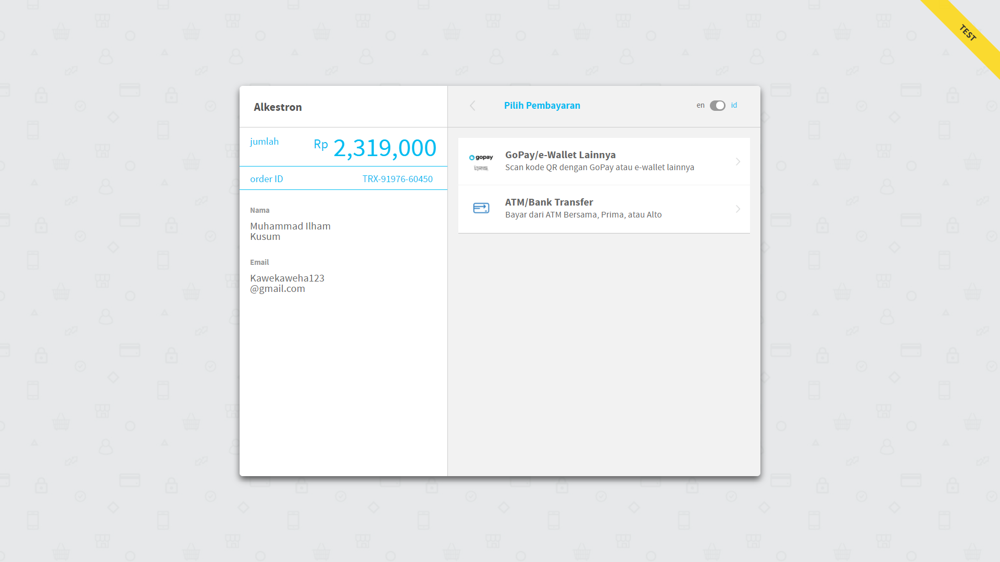 TEST
Alkestron
jumlah
Rp 2,319,000
order ID
TRX-91976-60450
Nama
Muhammad Ilham
Kusum
Email
Kawekaweha123
@gmail.com
Pilih Pembayaran
en
id
gopay
QRIS
GoPay/e-Wallet Lainnya
Scan kode QR dengan GoPay atau e-wallet lainnya
ATM/Bank Transfer
Bayar dari ATM Bersama, Prima, atau Alto